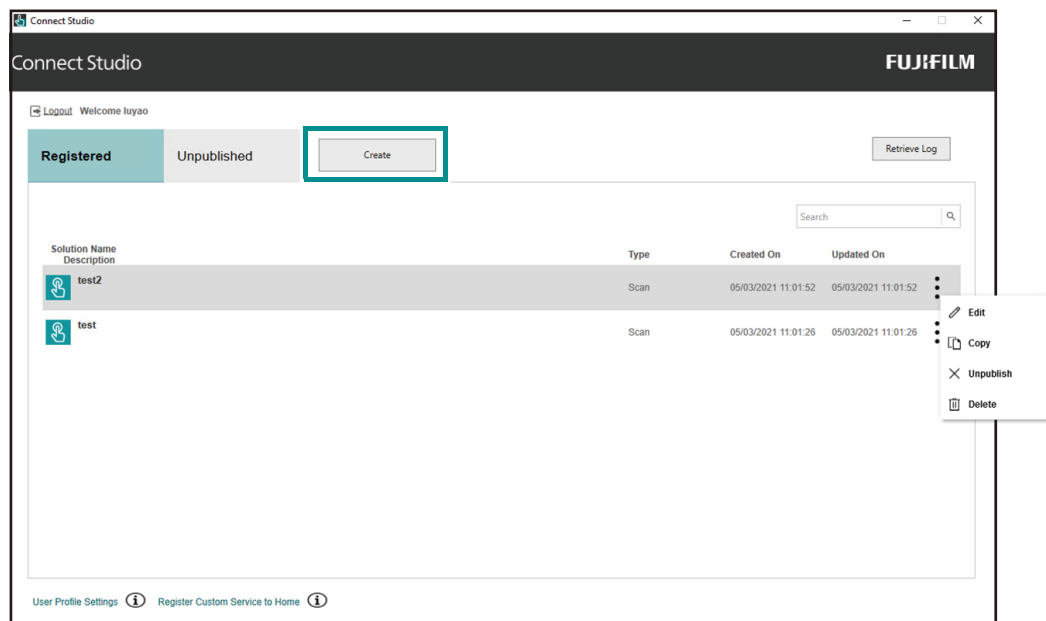 Connect Studio
Connect Studio FUJIFILM
Logout Welcome luyao
Registered Unpublished Create Retrieve Log
Search
Solution Name
Description Type Created On Updated On
test2
Scan 05/03/2021 11:01:52 05/03/2021 11:01:52
test
Scan 05/03/2021 11:01:26 05/03/2021 11:01:26
Edit
Copy
Unpublish
Delete
User Profile Settings Register Custom Service to Home